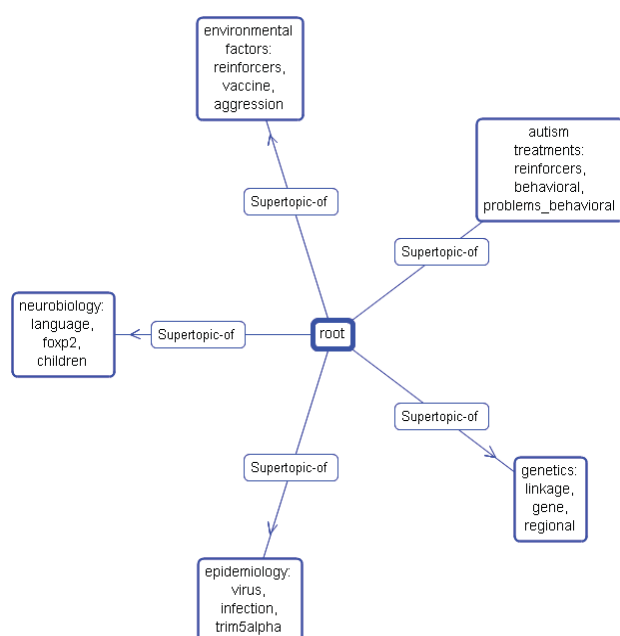 environmental
factors:
reinforcers,
vaccine,
aggression
autism
treatments:
reinforcers,
behavioral,
problems_behavioral
Supertopic-of
Supertopic-of
neurobiology:
language,
foxp2,
children
Supertopic-of
root
Supertopic-of
Supertopic-of
genetics:
linkage,
gene,
regional
epidemiology:
virus,
infection,
trim5alpha